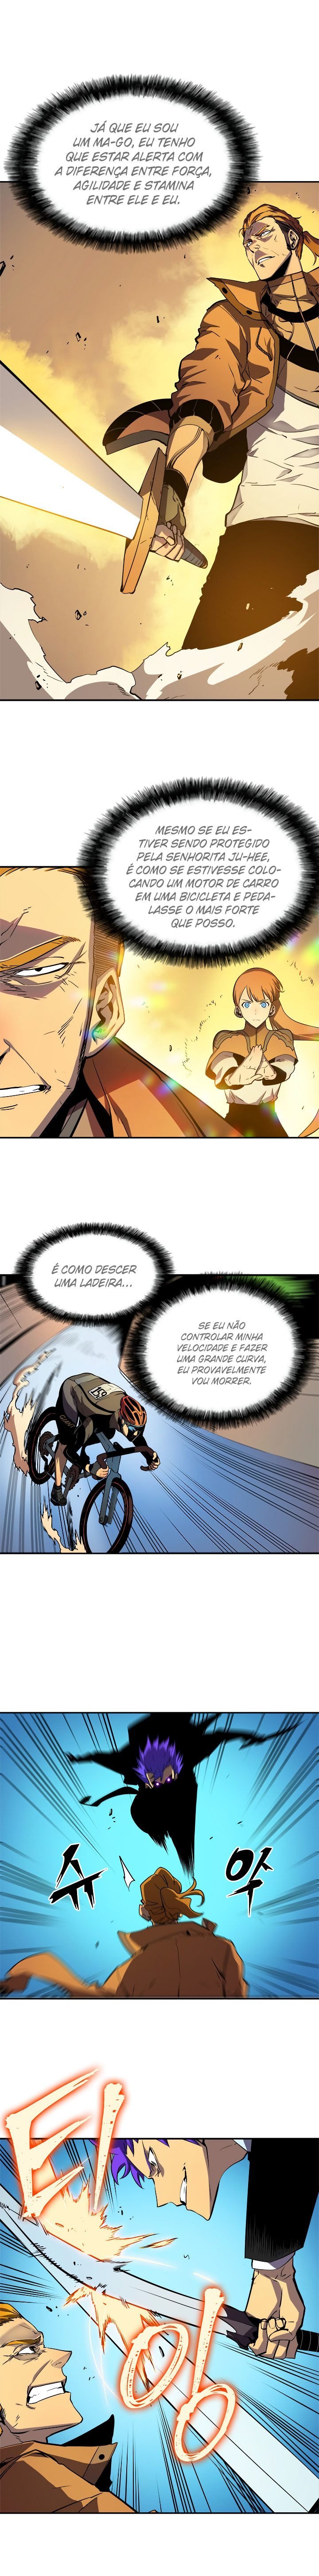 JÁ QUE EU SOU
UM MA-GO, EU TENHO
QUE ESTAR ALERTA COM
A DIFERENÇA ENTRE FORÇA,
AGILIDADE E STAMINA
ENTRE ELE E EU.
MESMO SE EU ES-
TIVER SENDO PROTEGIDO
PELA SENHORITA JU-HEE,
É COMO SE ESTIVESSE COLO-
CANDO UM MOTOR DE CARRO
EM UMA BICICLETA E PEDA-
LASSE O MAIS FORTE
QUE POSSO.
É COMO DESCER
UMA LADEIRA...
SE EU NÃO
CONTROLAR MINHA
VELOCIDADE E FAZER
UMA GRANDE CURVA,
EU PROVAVELMENTE
VOU MORRER.
슈악
터엉